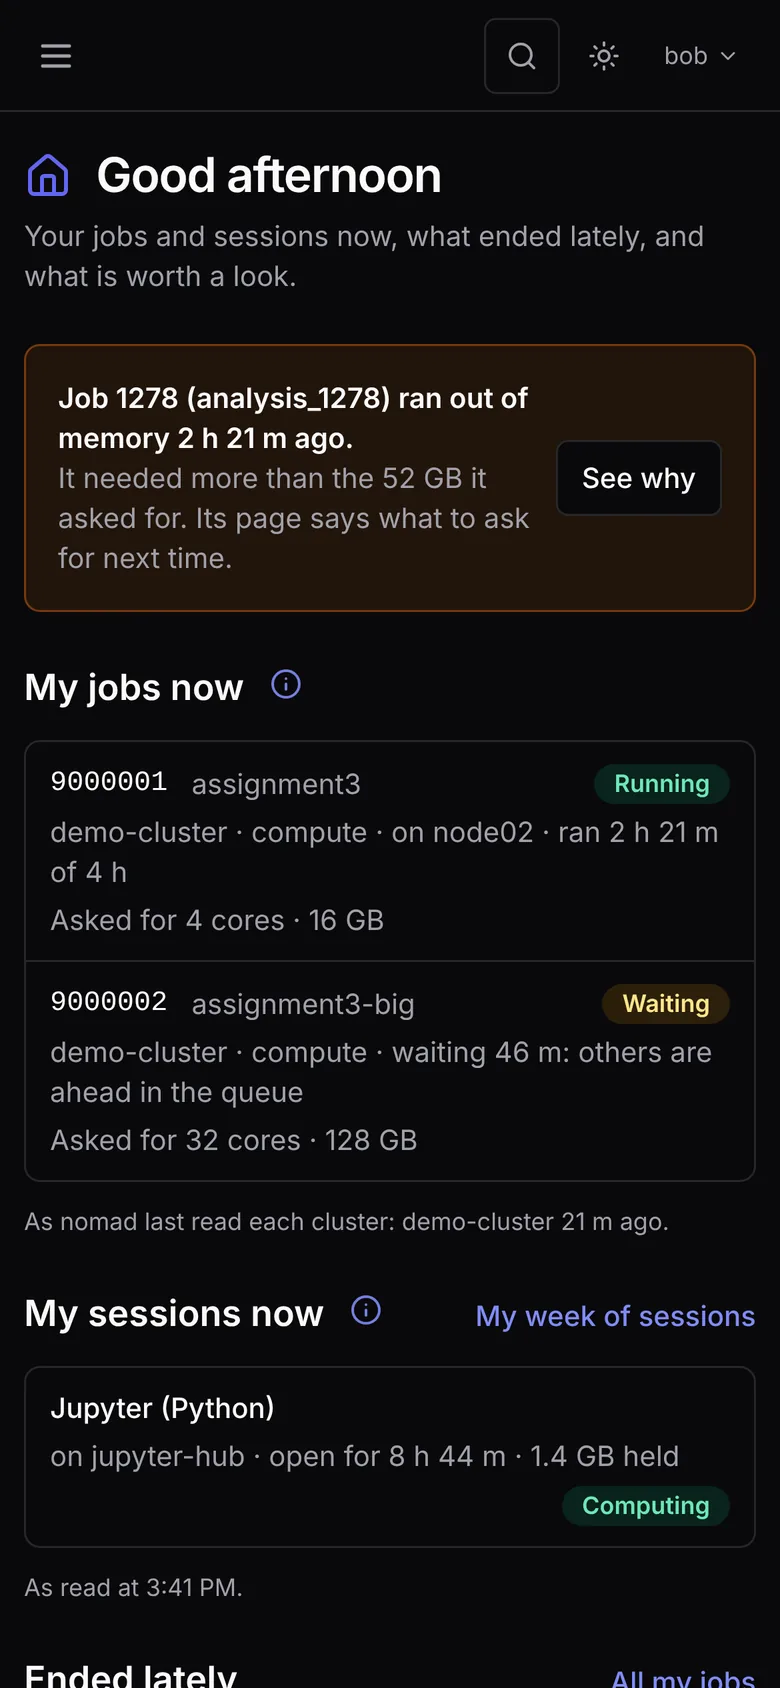 bob
Good afternoon
Your jobs and sessions now, what ended lately, and
what is worth a look.
Job 1278 (analysis_1278) ran out of
memory 2 h 21 m ago.
It needed more than the 52 GB it
asked for. Its page says what to ask
for next time.
See why
My jobs now
9000001 assignment3 Running
demo-cluster · compute · on node02 · ran 2 h 21 m
of 4 h
Asked for 4 cores · 16 GB
9000002 assignment3-big Waiting
demo-cluster · compute · waiting 46 m: others are
ahead in the queue
Asked for 32 cores · 128 GB
As nomad last read each cluster: demo-cluster 21 m ago.
My sessions now My week of sessions
Jupyter (Python)
on jupyter-hub · open for 8 h 44 m · 1.4 GB held
Computing
As read at 3:41 PM.
Ended lately All my jobs